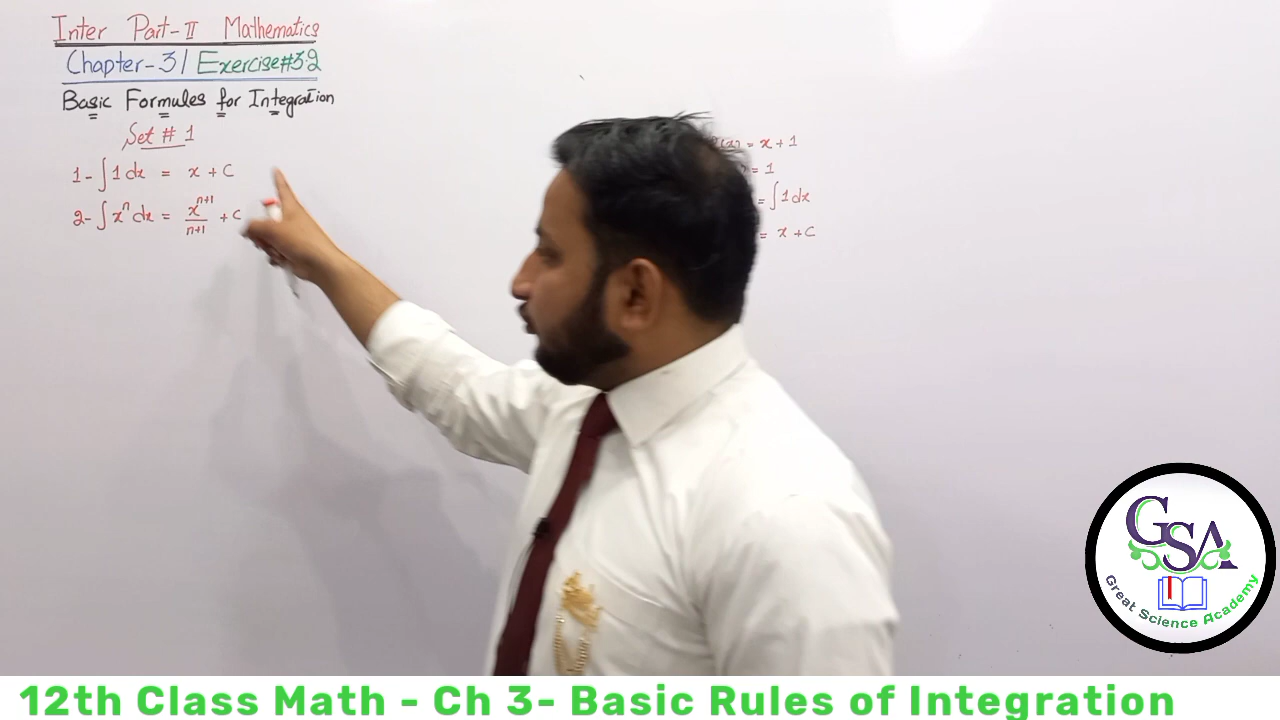 Inter Part-II Mathematics
Chapter-3/ Exercise#3.2
Basic Formules for Integration
Set # 1
1- ∫1 dx = x + c
2- ∫xⁿ dx = xⁿ⁺¹/n+1 + c
= x + 1
= 1
= ∫1 dx
= x + c
GSA
Great Science Academy
12th Class Math - Ch 3- Basic Rules of Integration